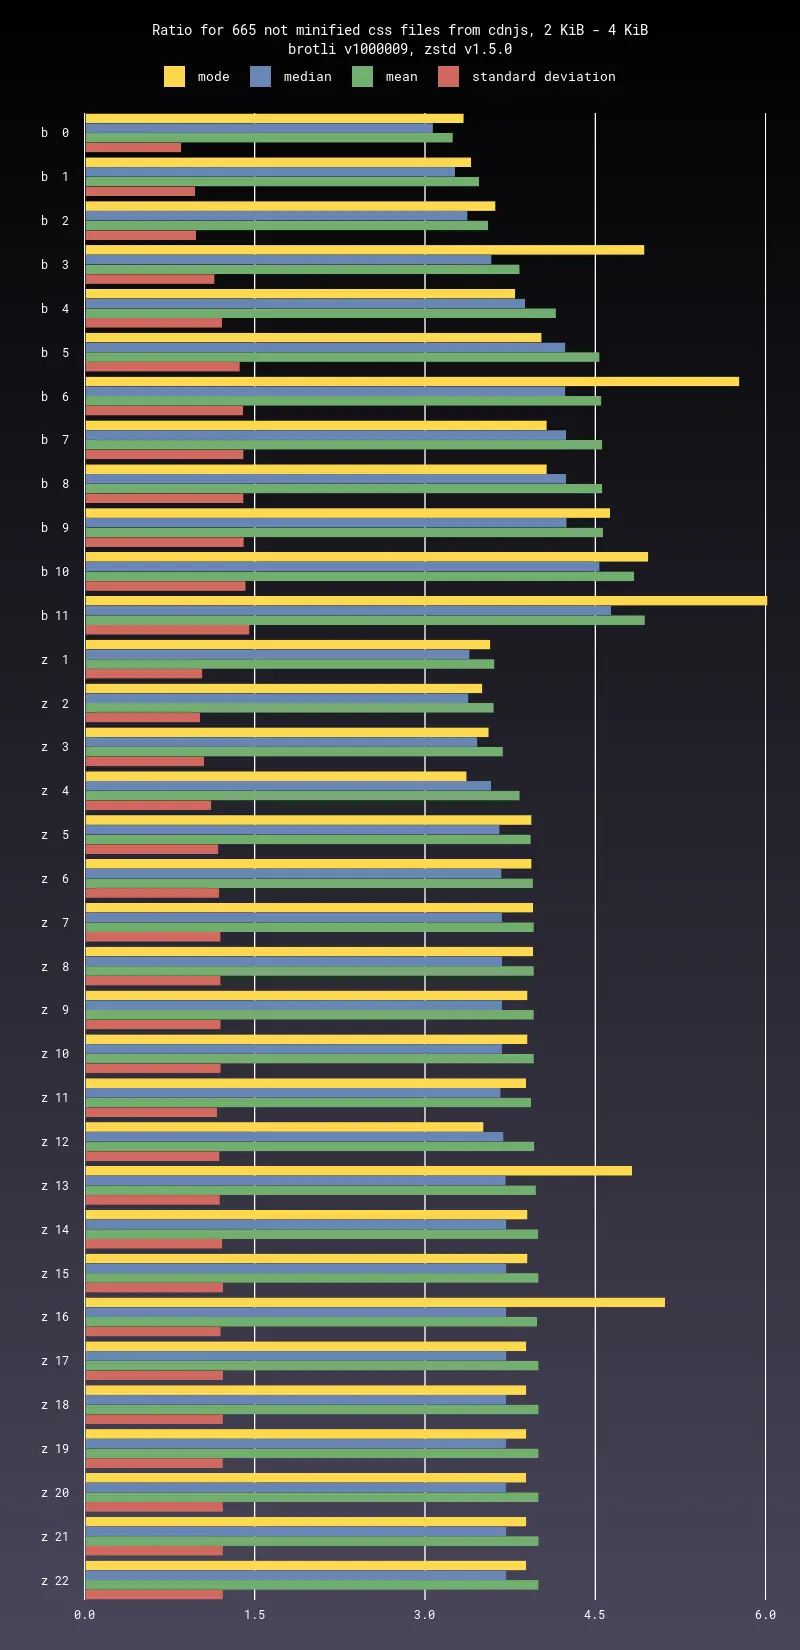 Ratio for 665 not minified css files from cdnjs, 2 KiB - 4 KiB
brotli v1000009, zstd v1.5.0
mode median mean standard deviation
b 0
b 1
b 2
b 3
b 4
b 5
b 6
b 7
b 8
b 9
b 10
b 11
z 1
z 2
z 3
z 4
z 5
z 6
z 7
z 8
z 9
z 10
z 11
z 12
z 13
z 14
z 15
z 16
z 17
z 18
z 19
z 20
z 21
z 22
0.0 1.5 3.0 4.5 6.0